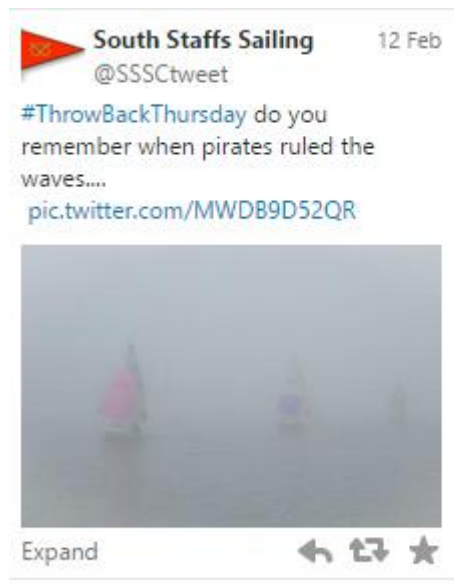 South Staffs Sailing 12 Feb
@SSSCtweet
#ThrowBackThursday do you
remember when pirates ruled the
waves....
pic.twitter.com/MWDB9D52QR
Expand